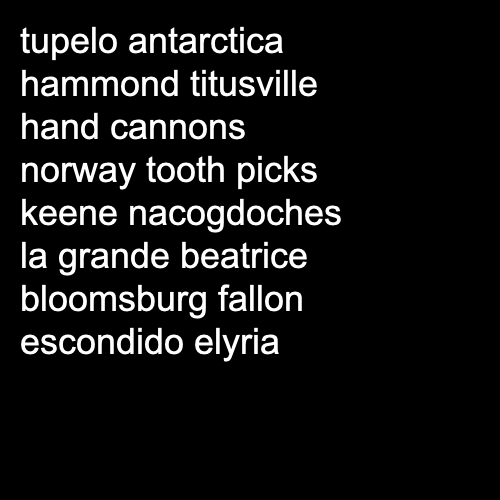 tupelo antarctica
hammond titusville
hand cannons
norway tooth picks
keene nacogdoches
la grande beatrice
bloomsburg fallon
escondido elyria